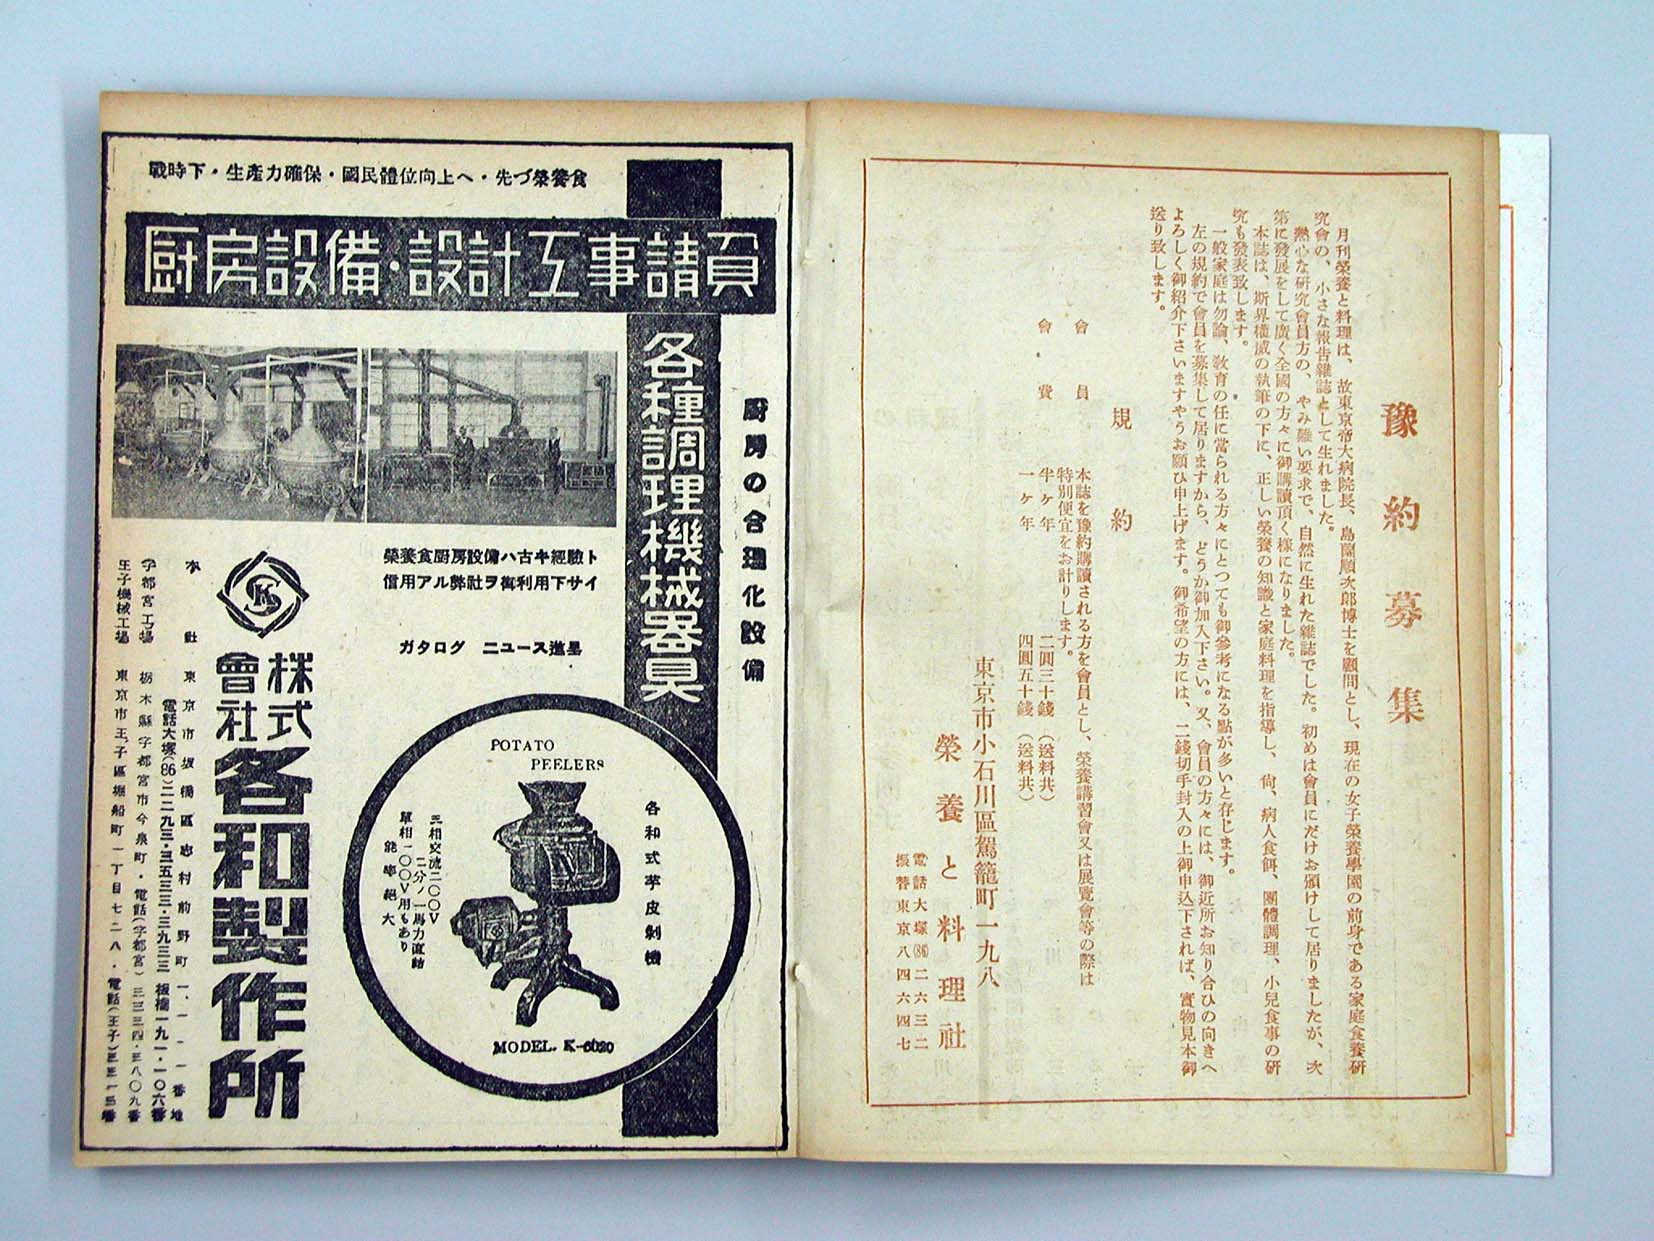 豫約募集
月刊榮養と料理は、故東京帝大病院長、島薗順次郎博士を顧問とし、現在の女子榮養學園の前身である家庭食養研
究會の、小さな報告雜誌として生れました。
熱心な研究會員方の、やみ難い要求で、自然に生れた雜誌でした。初めは會員にだけお頒けして居りましたが、次
第に發展をして廣く全國の方々に御購讀頂く樣になりました。
本誌は、斯界權威の執筆の下に、正しい榮養の知識と家庭料理を指導し、尙、病人食餌、團體調理、小兒食事の研
究も發表致します。
一般家庭は勿論、敎育の任に當られる方々にとつても御參考になる點が多いと存じます。
左の規約で會員を募集して居りますから、どうか御加入下さい。又、會員の方々には、御近所お知り合ひの向きへ
よろしく御紹介下さいますやうお願ひ申上げます。御希望の方には、二錢切手封入の上御申込下されば、實物見本御
送り致します。
規約
會員 本誌を豫約購讀される方を會員とし、榮養講習會又は展覽會等の際は
特別便宜をお計りします。
會費 半ヶ年 二圓三十錢（送料共）
一ヶ年 四圓五十錢（送料共）
東京市小石川區駕籠町一九八
榮養と料理社
電話大塚(86)二六三二
振替東京八四六四七
戰時下・生產力確保・國民體位向上へ・先づ榮養食
厨房設備・設計工事請負
各種調理機械器具
厨房の合理化設備
榮養食厨房設備ハ古キ經驗ト
信用アル弊社ヲ御利用下サイ
カタログ ニュース進呈
POTATO
PEELERS
各和式芋皮剝機
三相交流二〇〇V
二分ノ一馬力直結
單相一〇〇V用もあり
能率絕大
MODEL. K-6020
KS
株式會社各和製作所
本社 東京市板橋區志村前野町一、一一一番地
電話大塚(86)二二九三・三五三三・三九三三 板橋一九一・一〇六番
宇都宮工場 栃木縣宇都宮市今泉町・電話(宇都宮)三三三四・三八〇九番
王子機械工場 東京市王子區堀船町一丁目七二八・電話(王子)三三一三番